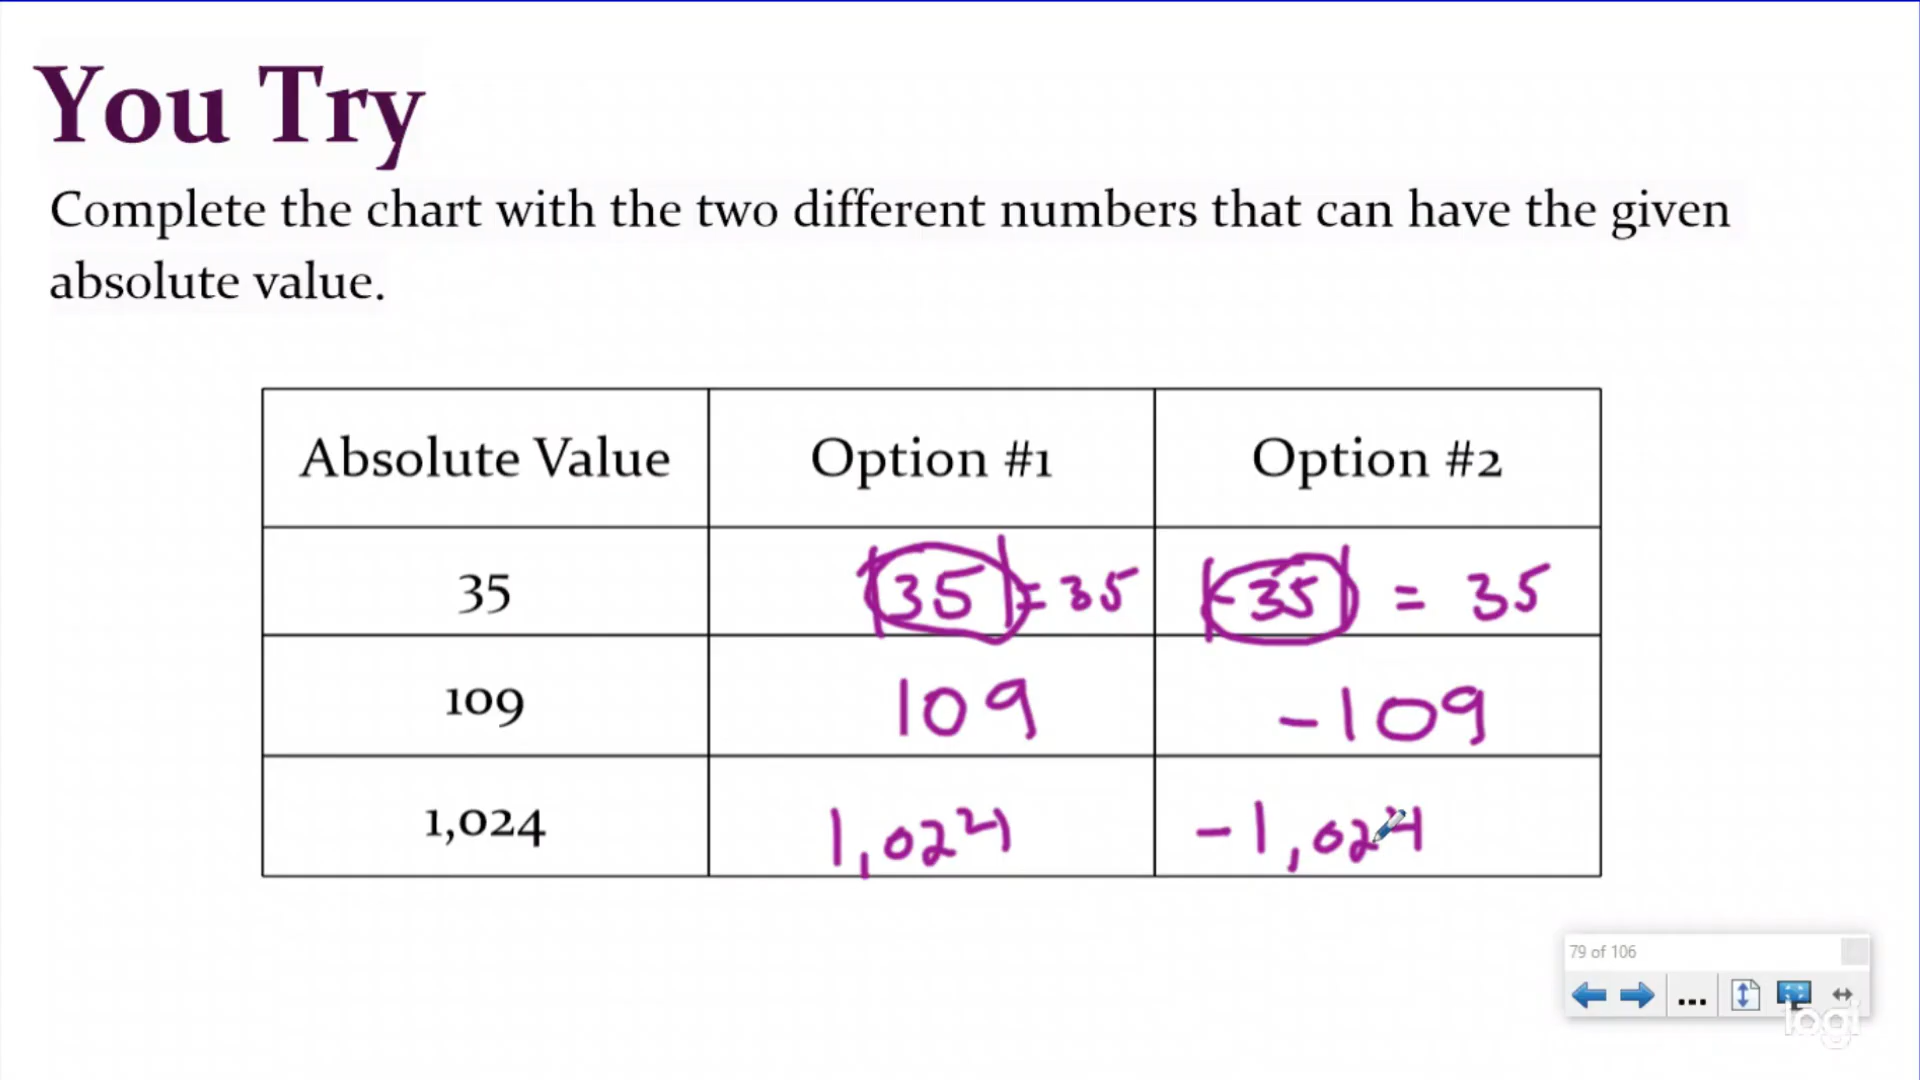 You Try
Complete the chart with the two different numbers that can have the given
absolute value.
Absolute Value Option #1 Option #2
35 |35| = 35 |-35| = 35
109 109 -109
1,024 1,024 -1,024
79 of 106
...
logi